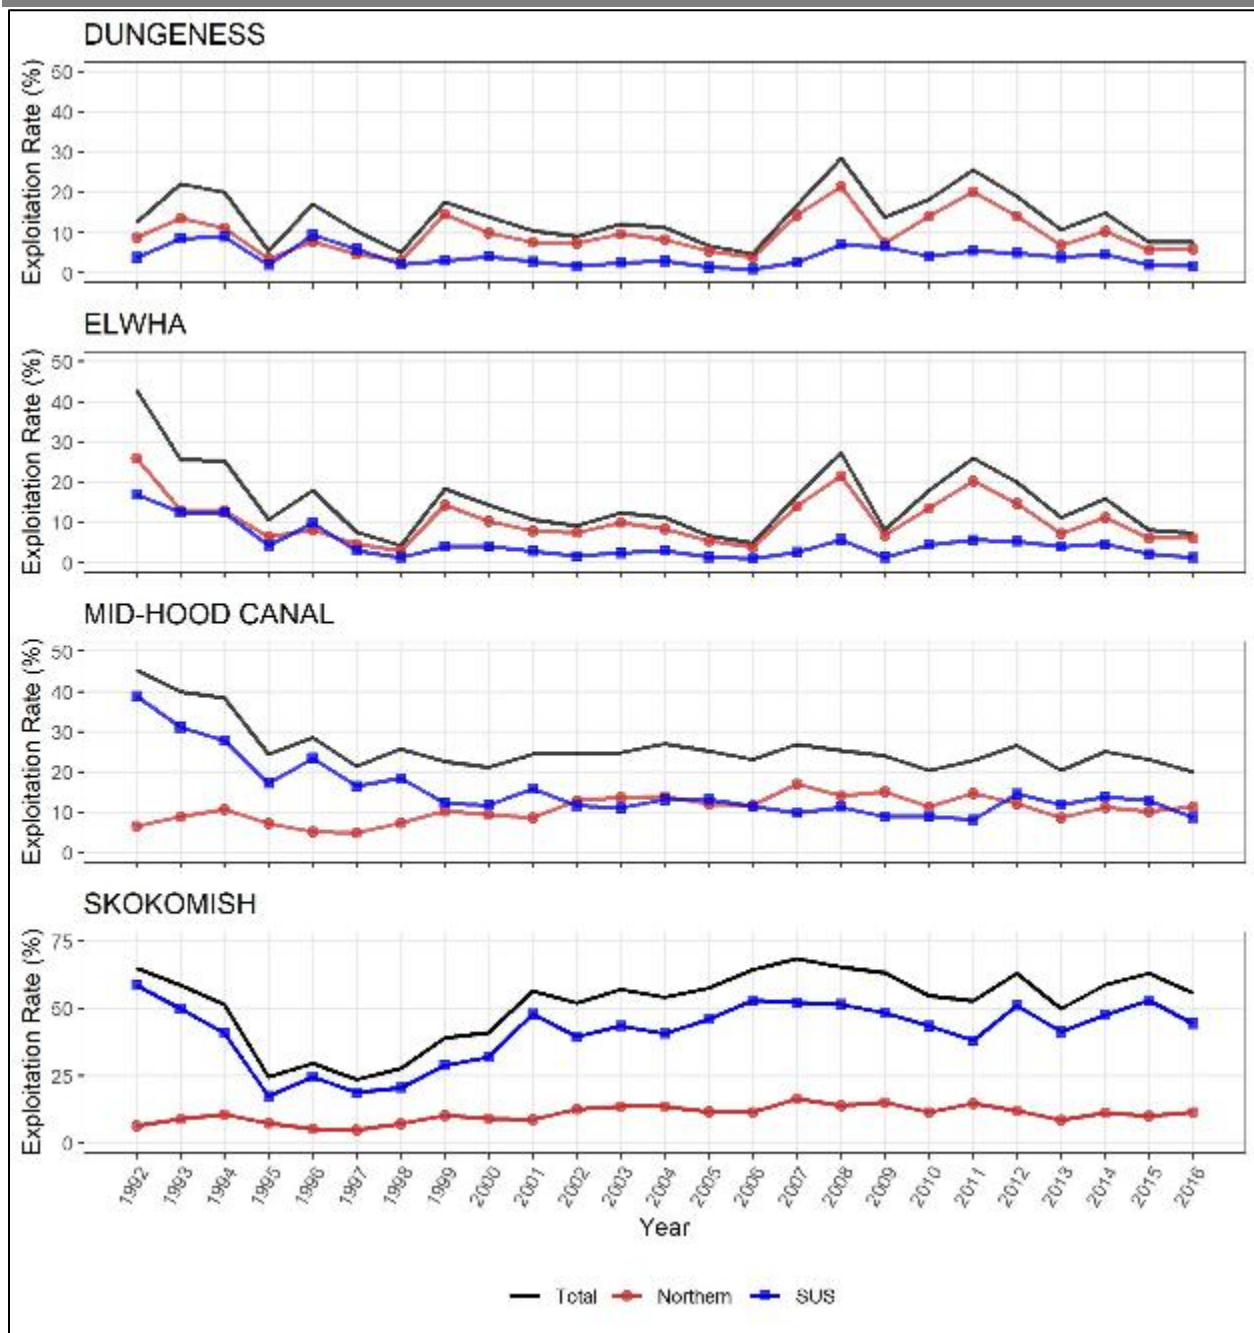 DUNGENESS
Exploitation Rate (%)
50
40
30
20
10
0
ELWHA
Exploitation Rate (%)
50
40
30
20
10
0
MID-HOOD CANAL
Exploitation Rate (%)
50
40
30
20
10
0
SKOKOMISH
Exploitation Rate (%)
75
50
25
0
1992 1993 1994 1995 1996 1997 1998 1999 2000 2001 2002 2003 2004 2005 2006 2007 2008 2009 2010 2011 2012 2013 2014 2015 2016
Year
Total Northern SUS